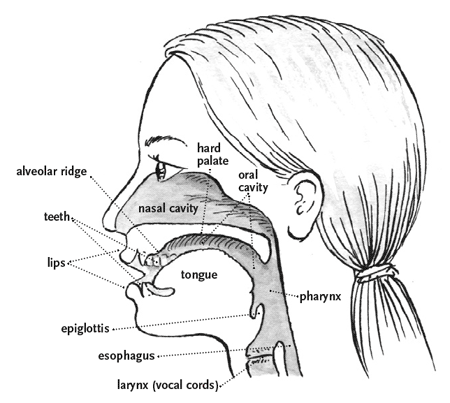 hard
palate
alveolar ridge
oral
cavity
nasal cavity
teeth
lips
tongue
pharynx
epiglottis
esophagus
larynx (vocal cords)